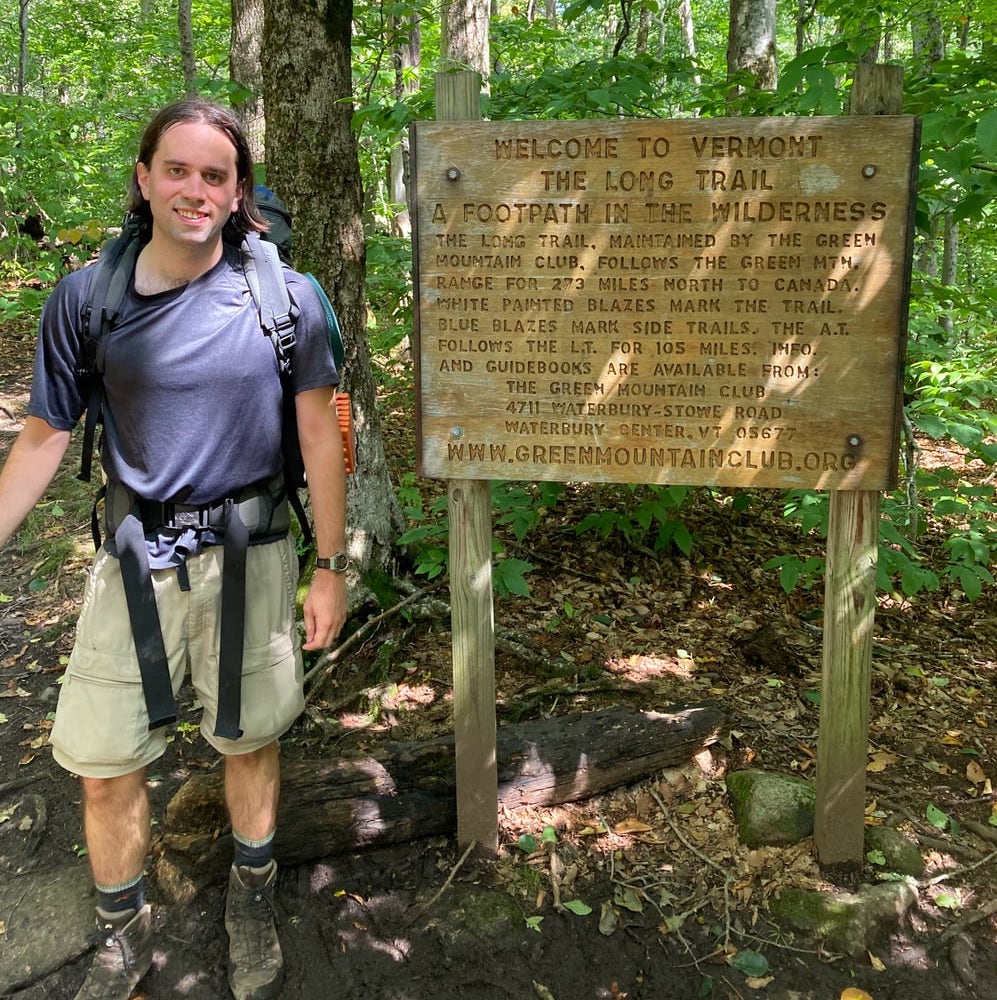 WELCOME TO VERMONT
THE LONG TRAIL
A FOOTPATH IN THE WILDERNESS
THE LONG TRAIL, MAINTAINED BY THE GREEN
MOUNTAIN CLUB, FOLLOWS THE GREEN MTN.
RANGE FOR 273 MILES NORTH TO CANADA.
WHITE PAINTED BLAZES MARK THE TRAIL.
BLUE BLAZES MARK SIDE TRAILS. THE A.T.
FOLLOWS THE L.T. FOR 105 MILES. INFO.
AND GUIDEBOOKS ARE AVAILABLE FROM:
THE GREEN MOUNTAIN CLUB
4711 WATERBURY-STOWE ROAD
WATERBURY CENTER, VT 05677
WWW.GREENMOUNTAINCLUB.ORG